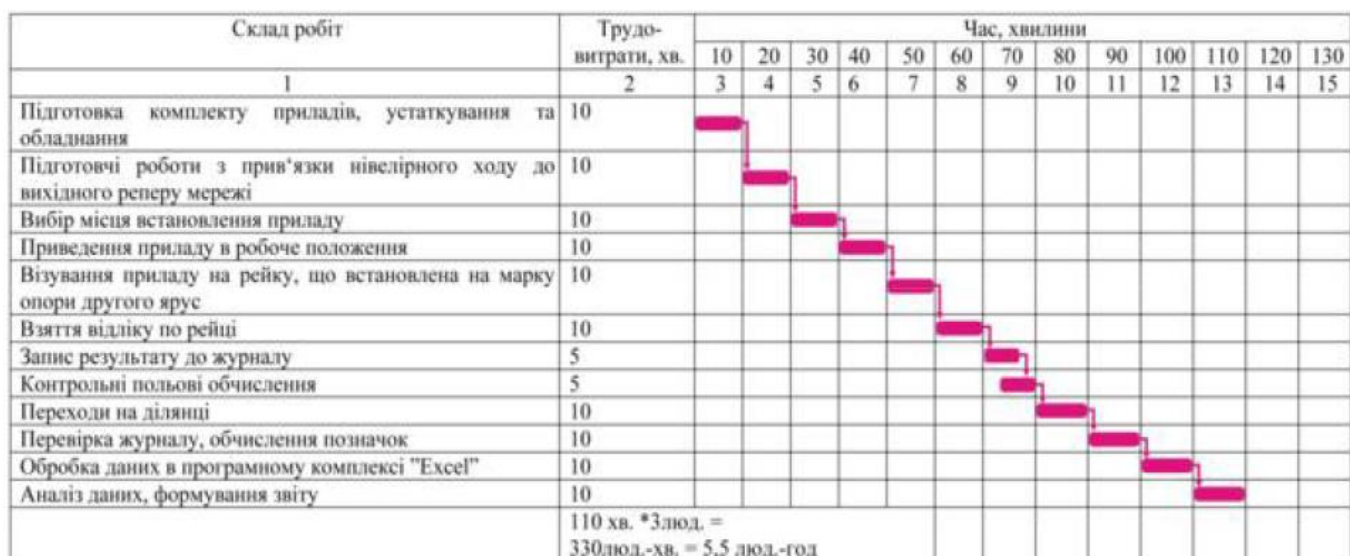 Склад робіт
Трудо-
витрати, хв.
Час, хвилини
10 20 30 40 50 60 70 80 90 100 110 120 130
1 2 3 4 5 6 7 8 9 10 11 12 13 14 15
Підготовка комплекту приладів, устаткування та 10
обладнання
Підготовчі роботи з прив‘язки нівелірного ходу до 10
вихідного реперу мережі
Вибір місця встановлення приладу 10
Приведення приладу в робоче положення 10
Візування приладу на рейку, що встановлена на марку 10
опори другого ярус
Взяття відліку по рейці 10
Запис результату до журналу 5
Контрольні польові обчислення 5
Переходи на ділянці 10
Перевірка журналу, обчислення позначок 10
Обробка даних в програмному комплексі ”Excel” 10
Аналіз даних, формування звіту 10
110 хв. *3люд. =
330люд.-хв. = 5,5 люд.-год